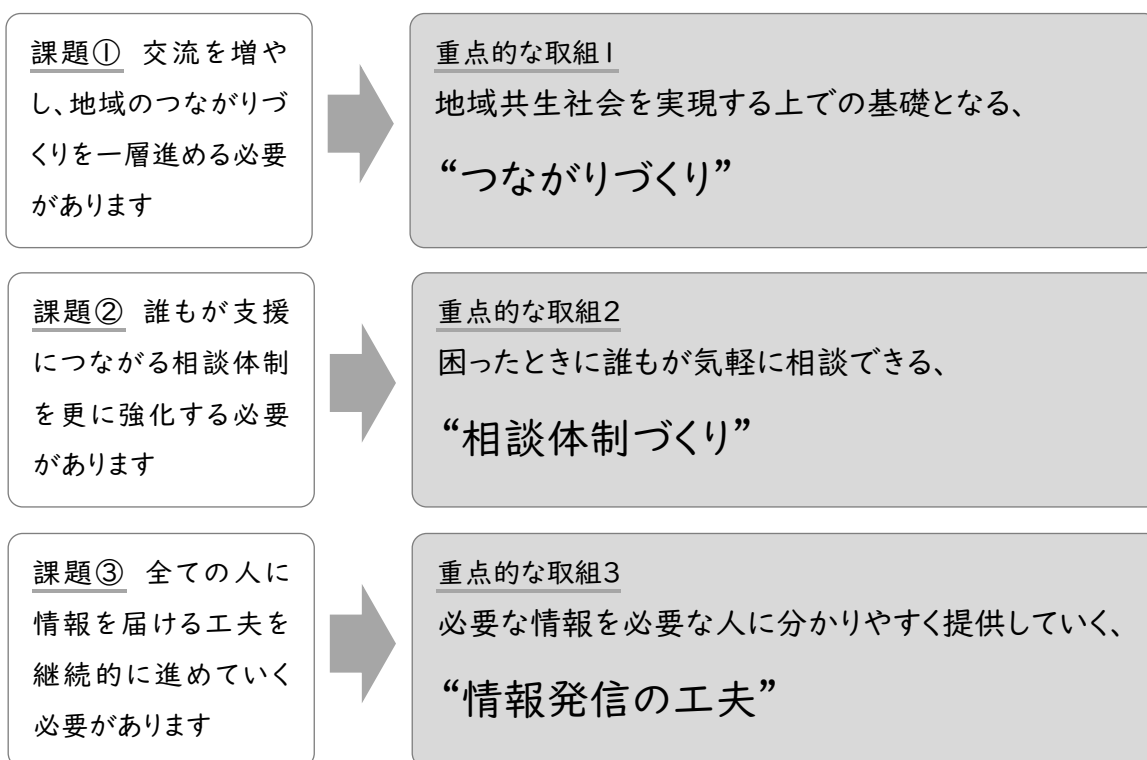 課題① 交流を増や
し、地域のつながりづ
くりを一層進める必要
があります
重点的な取組1
地域共生社会を実現する上での基礎となる、
“つながりづくり”
課題② 誰もが支援
につながる相談体制
を更に強化する必要
があります
重点的な取組2
困ったときに誰もが気軽に相談できる、
“相談体制づくり”
課題③ 全ての人に
情報を届ける工夫を
継続的に進めていく
必要があります
重点的な取組3
必要な情報を必要な人に分かりやすく提供していく、
“情報発信の工夫”